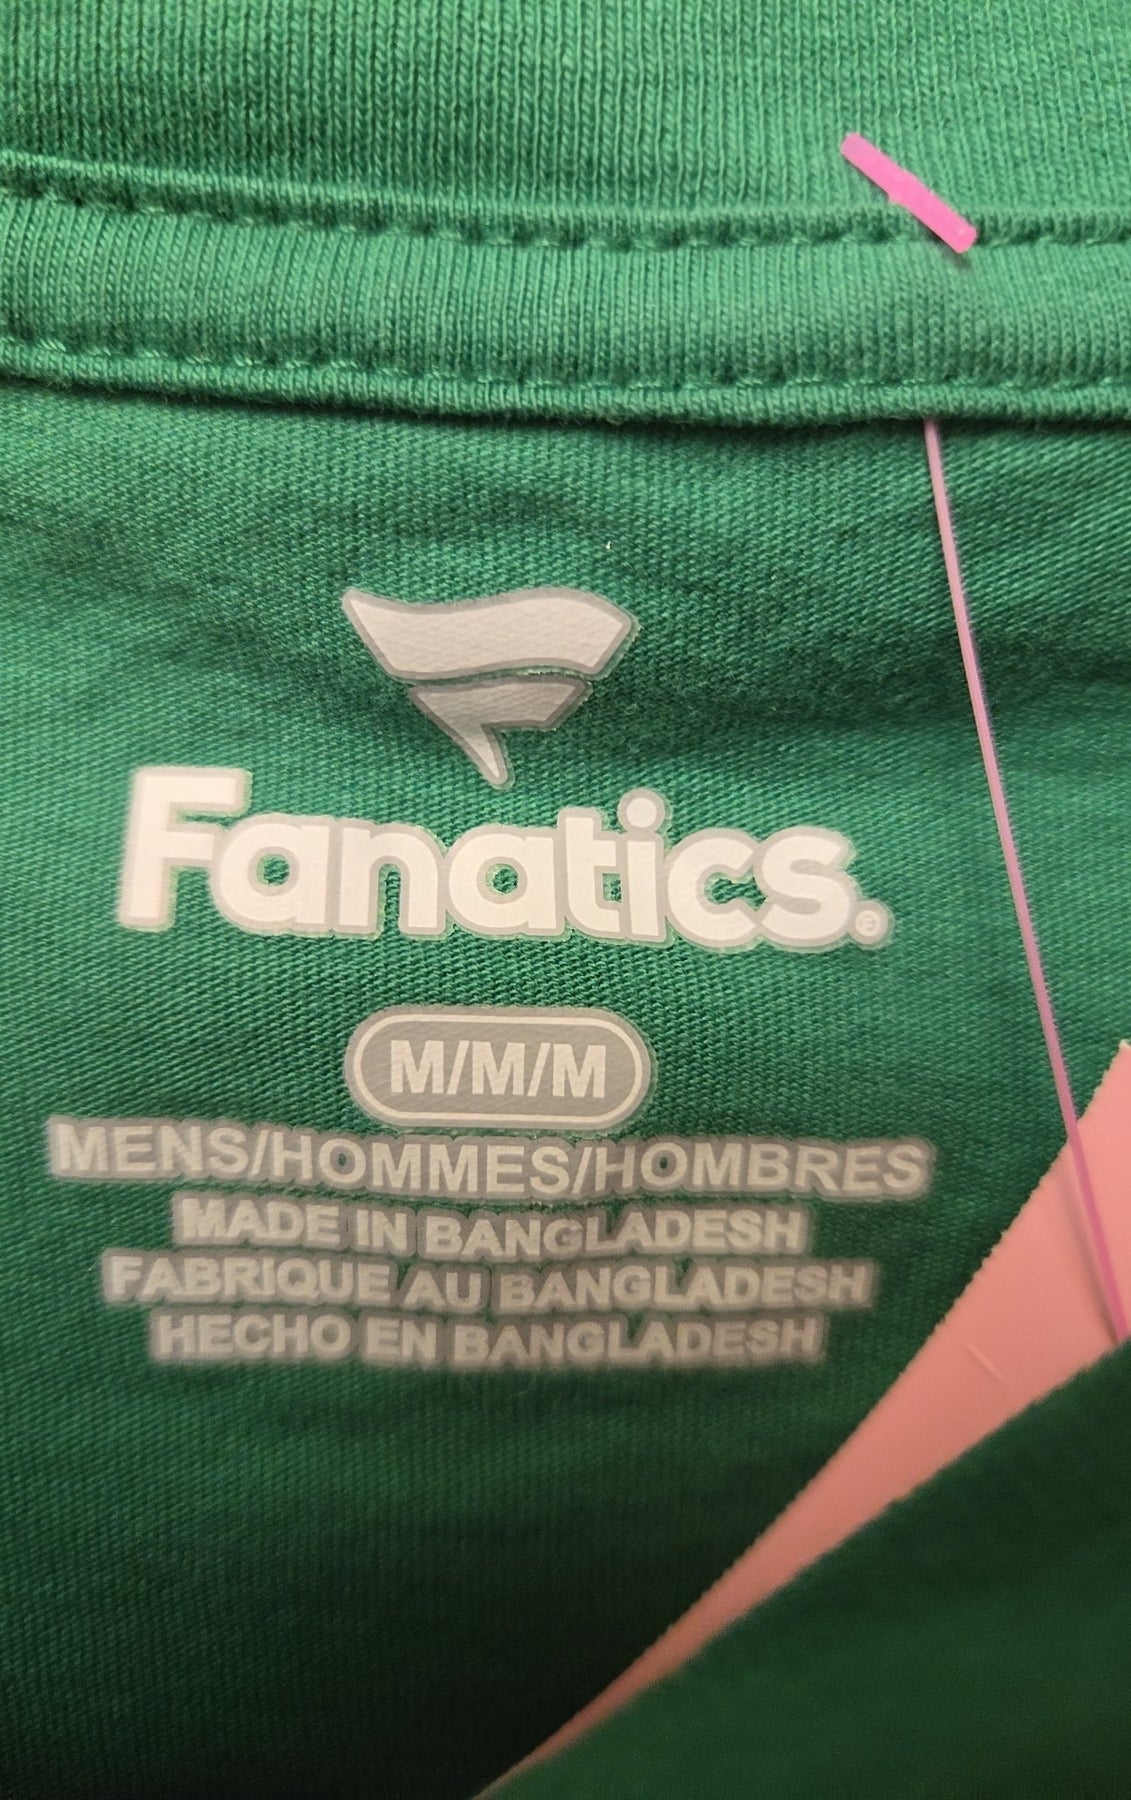 Fanatics®
M/M/M
MENS/HOMMES/HOMBRES
MADE IN BANGLADESH
FABRIQUE AU BANGLADESH
HECHO EN BANGLADESH